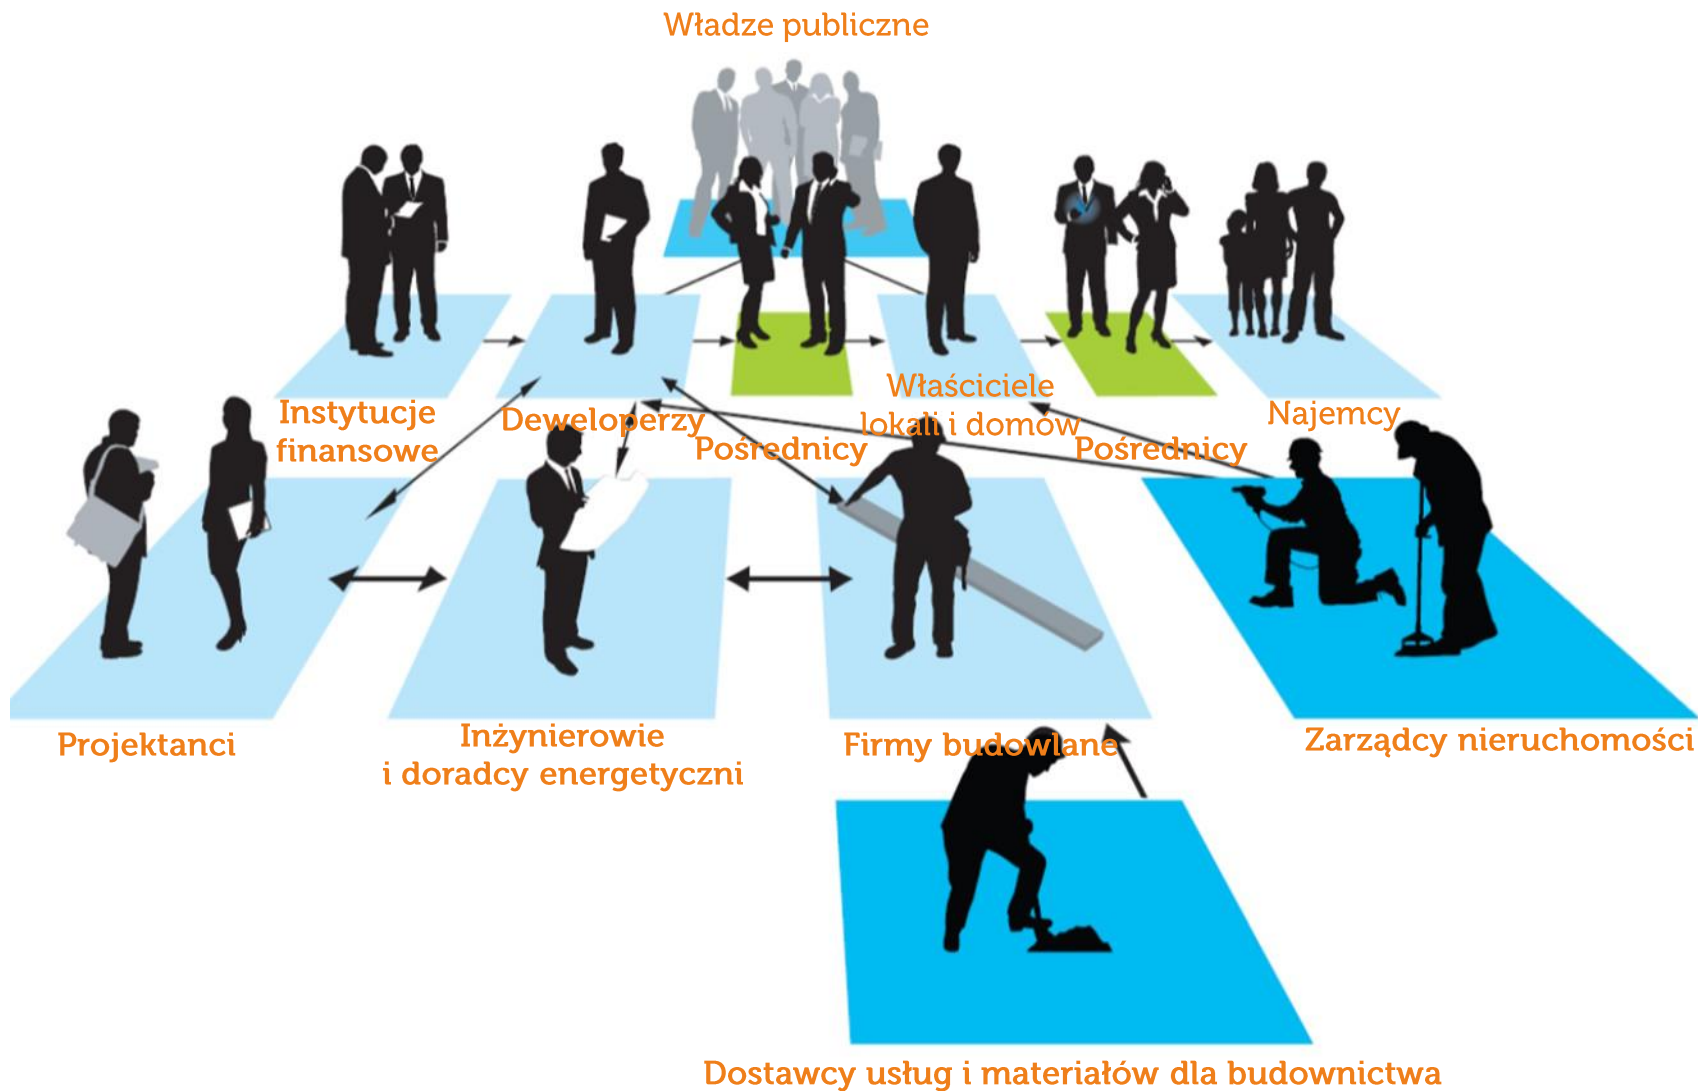 Władze publiczne
Instytucje
finansowe
Deweloperzy
Pośrednicy
Właściciele
lokali i domów
Pośrednicy
Najemcy
Projektanci
Inżynierowie
i doradcy energetyczni
Firmy budowlane
Zarządcy nieruchomości
Dostawcy usług i materiałów dla budownictwa